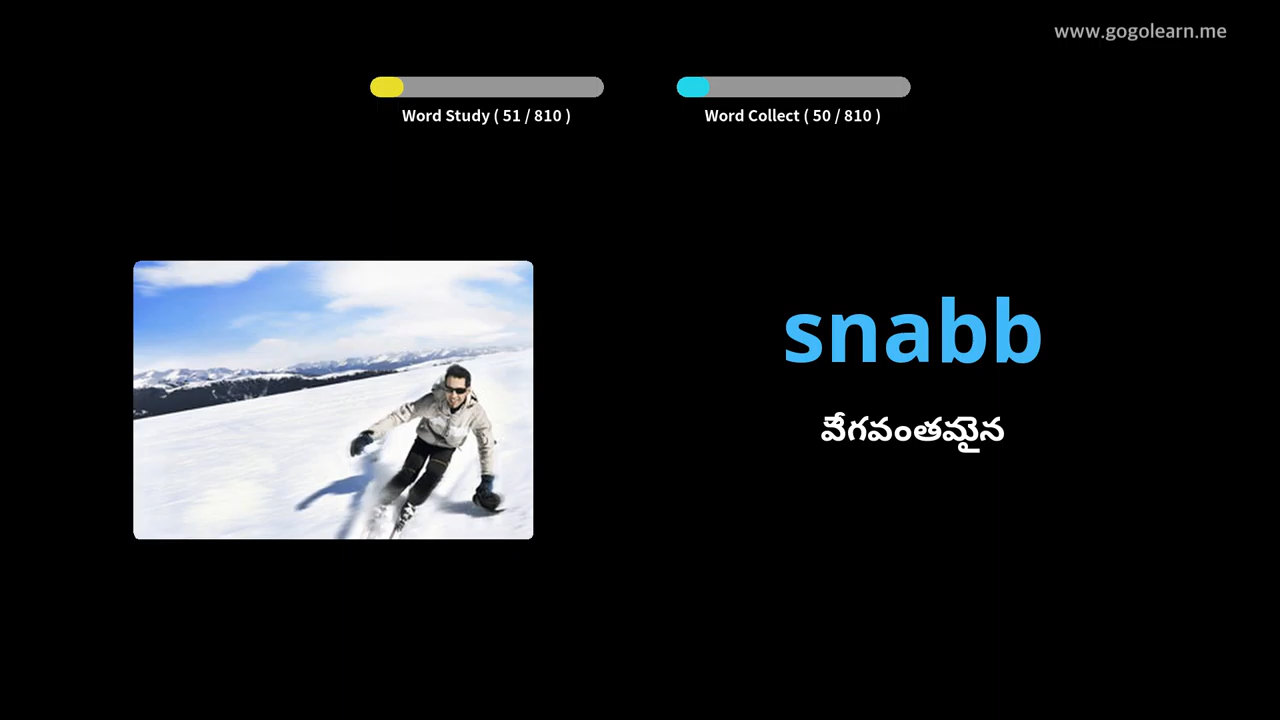 www.gogolearn.me
Word Study ( 51 / 810 )
Word Collect ( 50 / 810 )
snabb
వేగవంతమైన